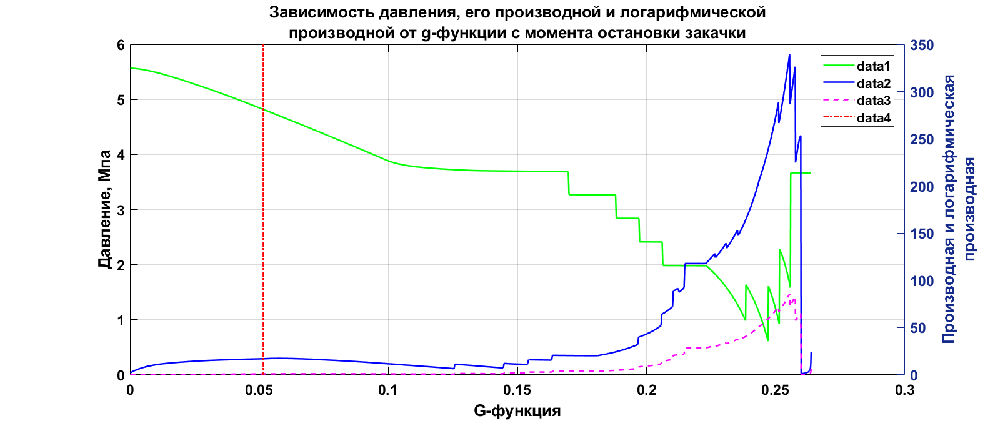 Зависимость давления, его производной и логарифмической
производной от g-функции с момента остановки закачки
6
5
4
3
2
1
0
Давление, Мпа
350
300
250
200
150
100
50
0
Производная и логарифмическая
производная
data1
data2
data3
data4
0
0.05
0.1
0.15
0.2
0.25
0.3
G-функция